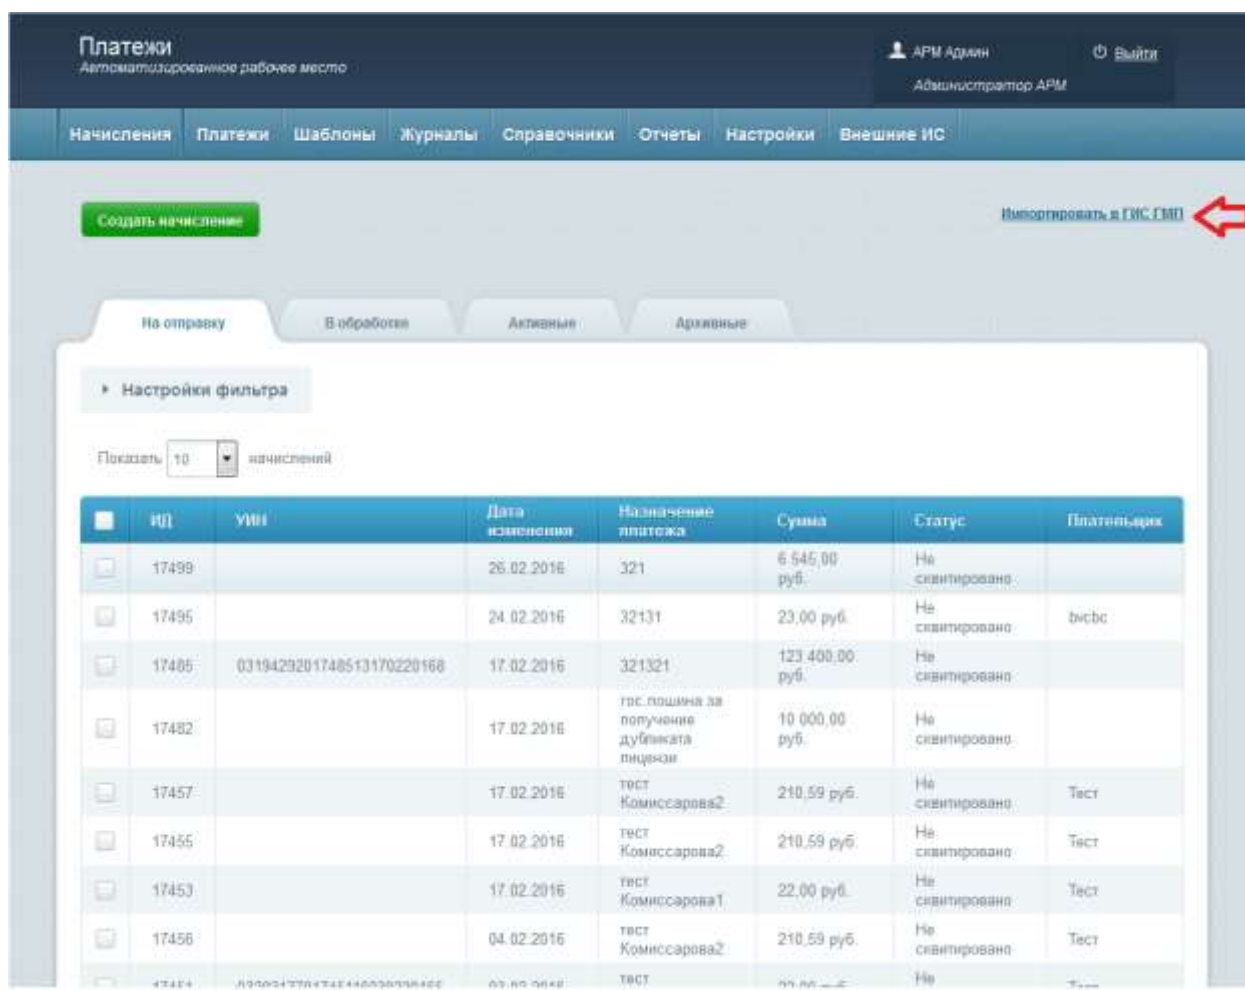 Платежи
Автоматизированное рабочее место
АРМ Админ
Выйти
Администратор АРМ
Начисления Платежи Шаблоны Журналы Справочники Отчеты Настройки Внешние ИС
Создать начисление
Импортировать в ГИС ГМП
На отправку В обработке Активные Архивные
Настройки фильтра
Показать 10 начислений
ИД УИН Дата изменения Назначение платежа Сумма Статус Плательщик
17499 26.02.2016 321 6 545,00 руб. Не сквитировано
17495 24.02.2016 32131 23,00 руб. Не сквитировано bvcbc
17485 0319429201748513170220168 17.02.2016 321321 123 400,00 руб. Не сквитировано
17482 17.02.2016 гос.пошина за получение дубликата лицензи 10 000,00 руб. Не сквитировано
17457 17.02.2016 тест Комиссарова2 210,59 руб. Не сквитировано Тест
17455 17.02.2016 тест Комиссарова2 210,59 руб. Не сквитировано Тест
17453 17.02.2016 тест Комиссарова1 22,00 руб. Не сквитировано Тест
17456 04.02.2016 тест Комиссарова2 210,59 руб. Не сквитировано Тест
тест Не